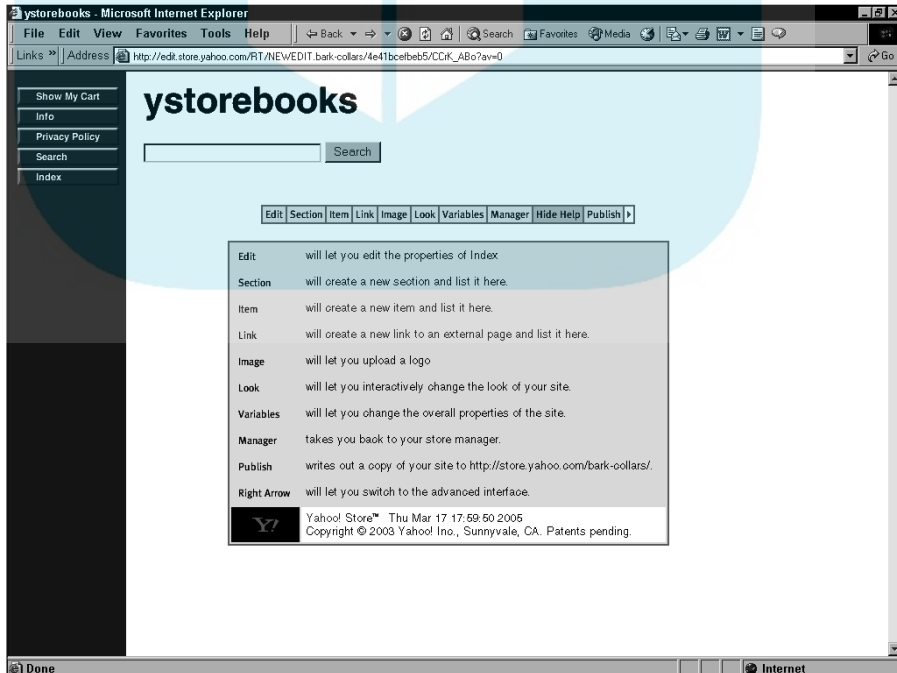 ystorebooks - Microsoft Internet Explorer
File Edit View Favorites Tools Help Back Search Favorites Media
Links » Address http://edit.store.yahoo.com/RT/NEWEDIT.bark-collars/4e41bcefbeb5/CCrK_ABo?av=0 Go
Show My Cart
Info
Privacy Policy
Search
Index
ystorebooks
Search
Edit Section Item Link Image Look Variables Manager Hide Help Publish
Edit will let you edit the properties of Index
Section will create a new section and list it here.
Item will create a new item and list it here.
Link will create a new link to an external page and list it here.
Image will let you upload a logo
Look will let you interactively change the look of your site.
Variables will let you change the overall properties of the site.
Manager takes you back to your store manager.
Publish writes out a copy of your site to http://store.yahoo.com/bark-collars/.
Right Arrow will let you switch to the advanced interface.
Y! Yahoo! Store™ Thu Mar 17 17:59:50 2005
Copyright © 2003 Yahoo! Inc., Sunnyvale, CA. Patents pending.
Done Internet